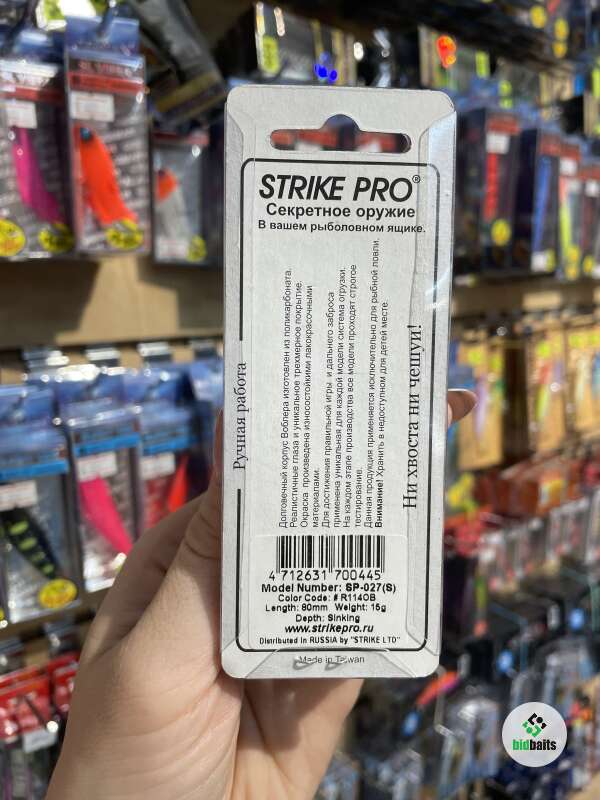 STRIKE PRO®
Секретное оружие
В вашем рыболовном ящике.
Ручная работа
Долговечный корпус Воблера изготовлен из поликарбоната.
Реалистичные глаза и уникальное трехмерное покрытие.
Окраска произведена износостойкими лакокрасочными
материалами.
Для достижения правильной игры и дальнего заброса
применена уникальная для каждой модели система огрузки.
На каждом этапе производства все модели проходят строгое
тестирование.
Данная продукция применяется исключительно для рыбной ловли.
Внимание! Хранить в недоступном для детей месте.
Ни хвоста ни чешуи!
4 712631 700445
Model Number: SP-027(S)
Color Code: # R114OB
Length: 80mm Weight: 15g
Depth: Sinking
www.strikepro.ru
Distributed in RUSSIA by "STRIKE LTD"
Made in Taiwan
bidbaits